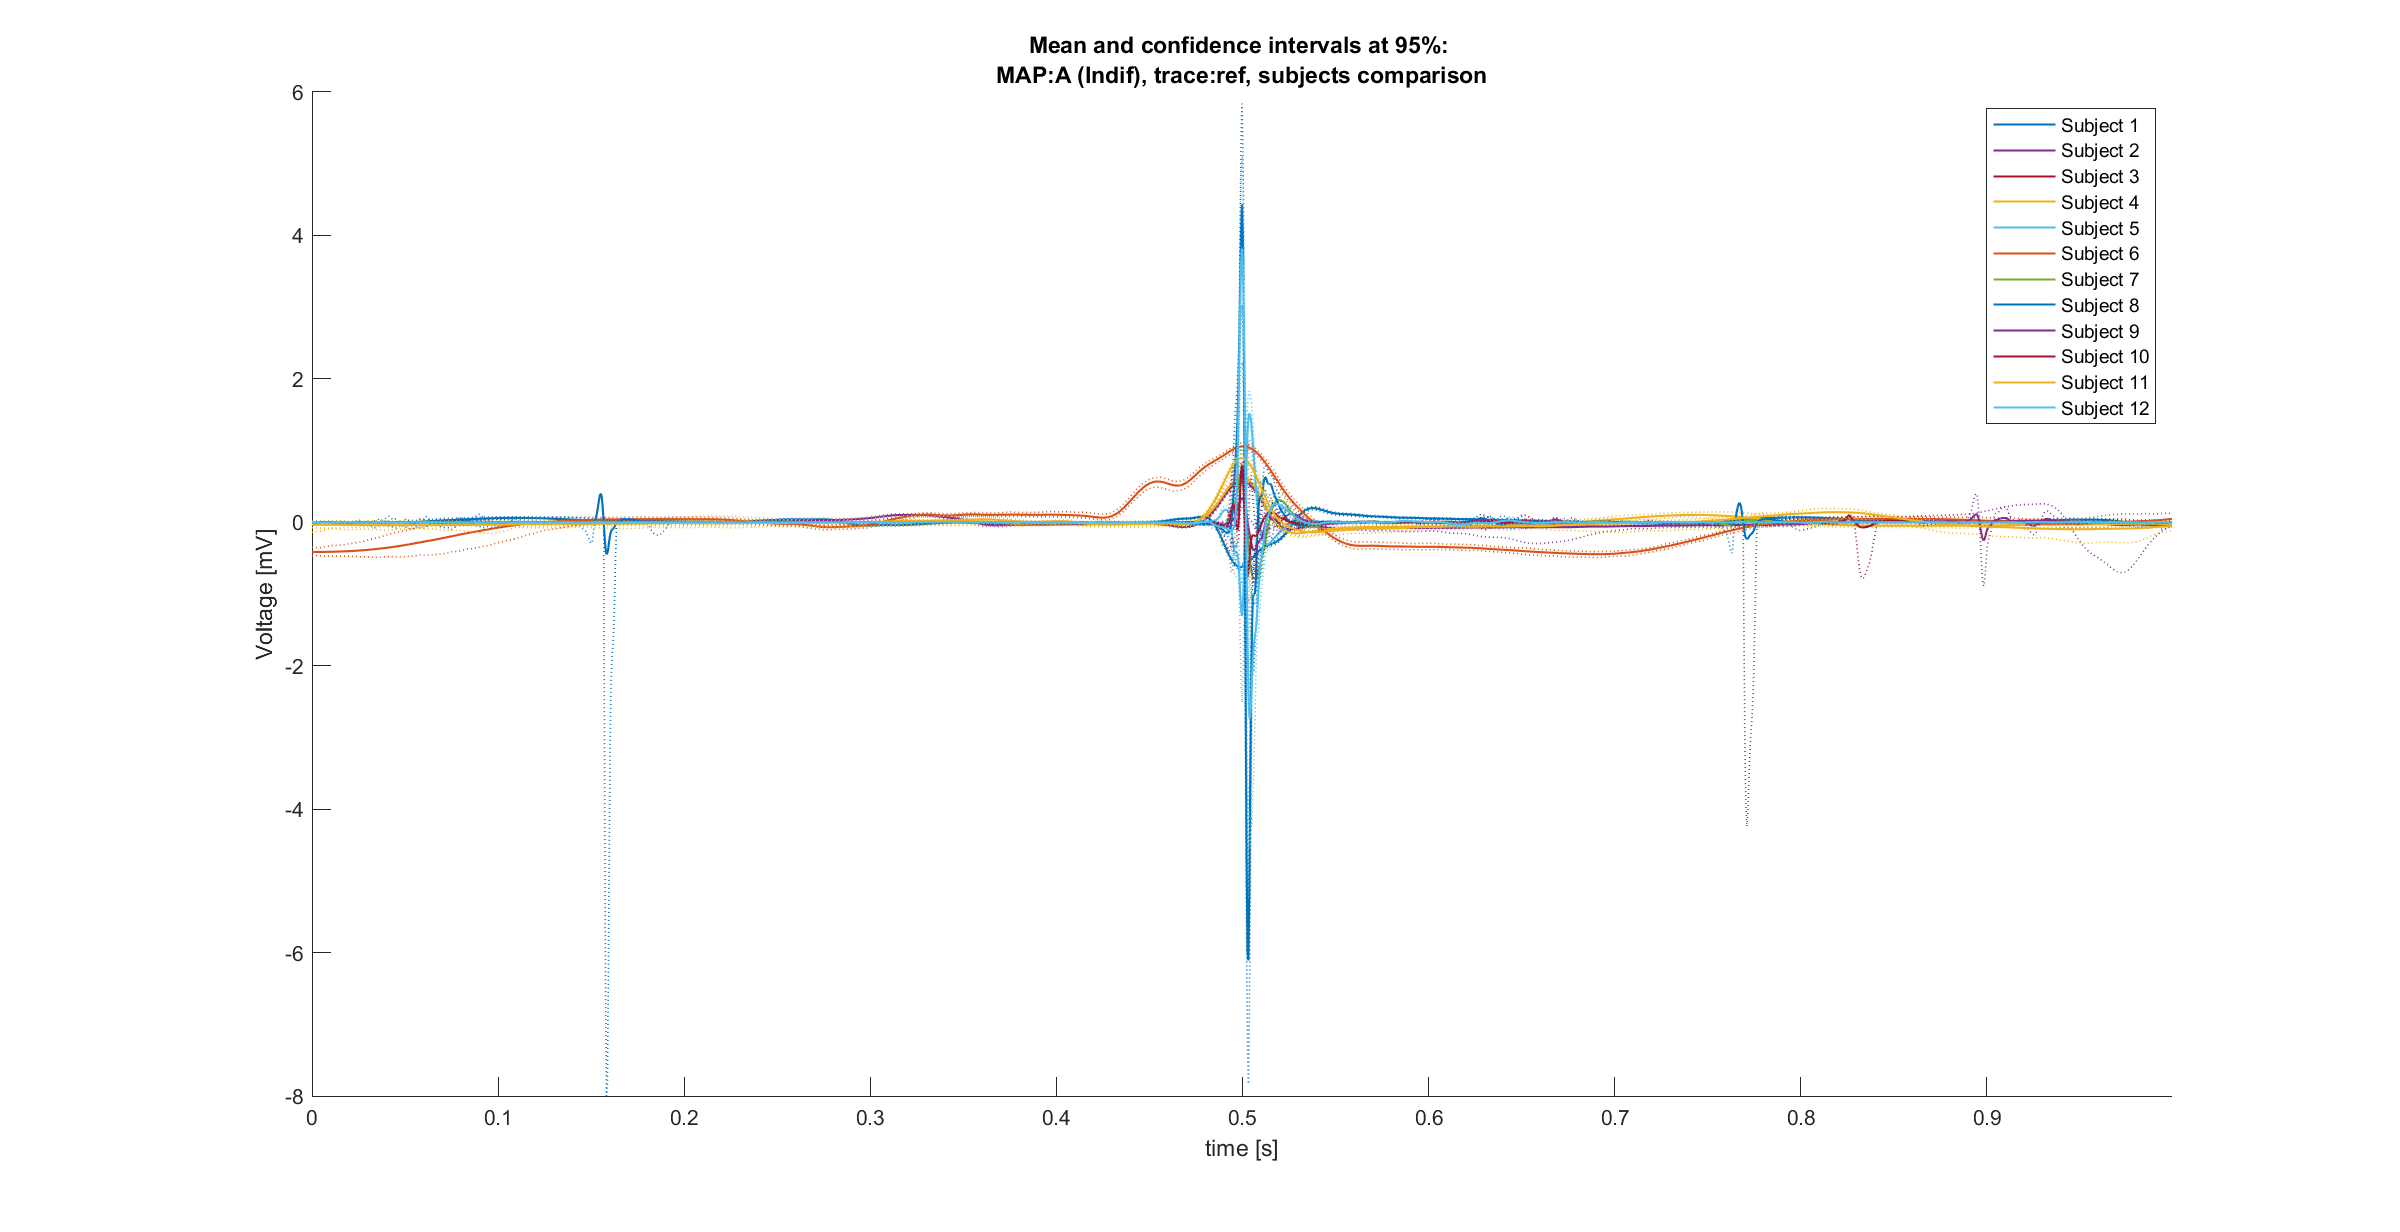 Mean and confidence intervals at 95%:
MAP:A (Indif), trace:ref, subjects comparison
6
4
2
0
-2
-4
-6
-8
Voltage [mV]
0
0.1
0.2
0.3
0.4
0.5
0.6
0.7
0.8
0.9
time [s]
Subject 1
Subject 2
Subject 3
Subject 4
Subject 5
Subject 6
Subject 7
Subject 8
Subject 9
Subject 10
Subject 11
Subject 12